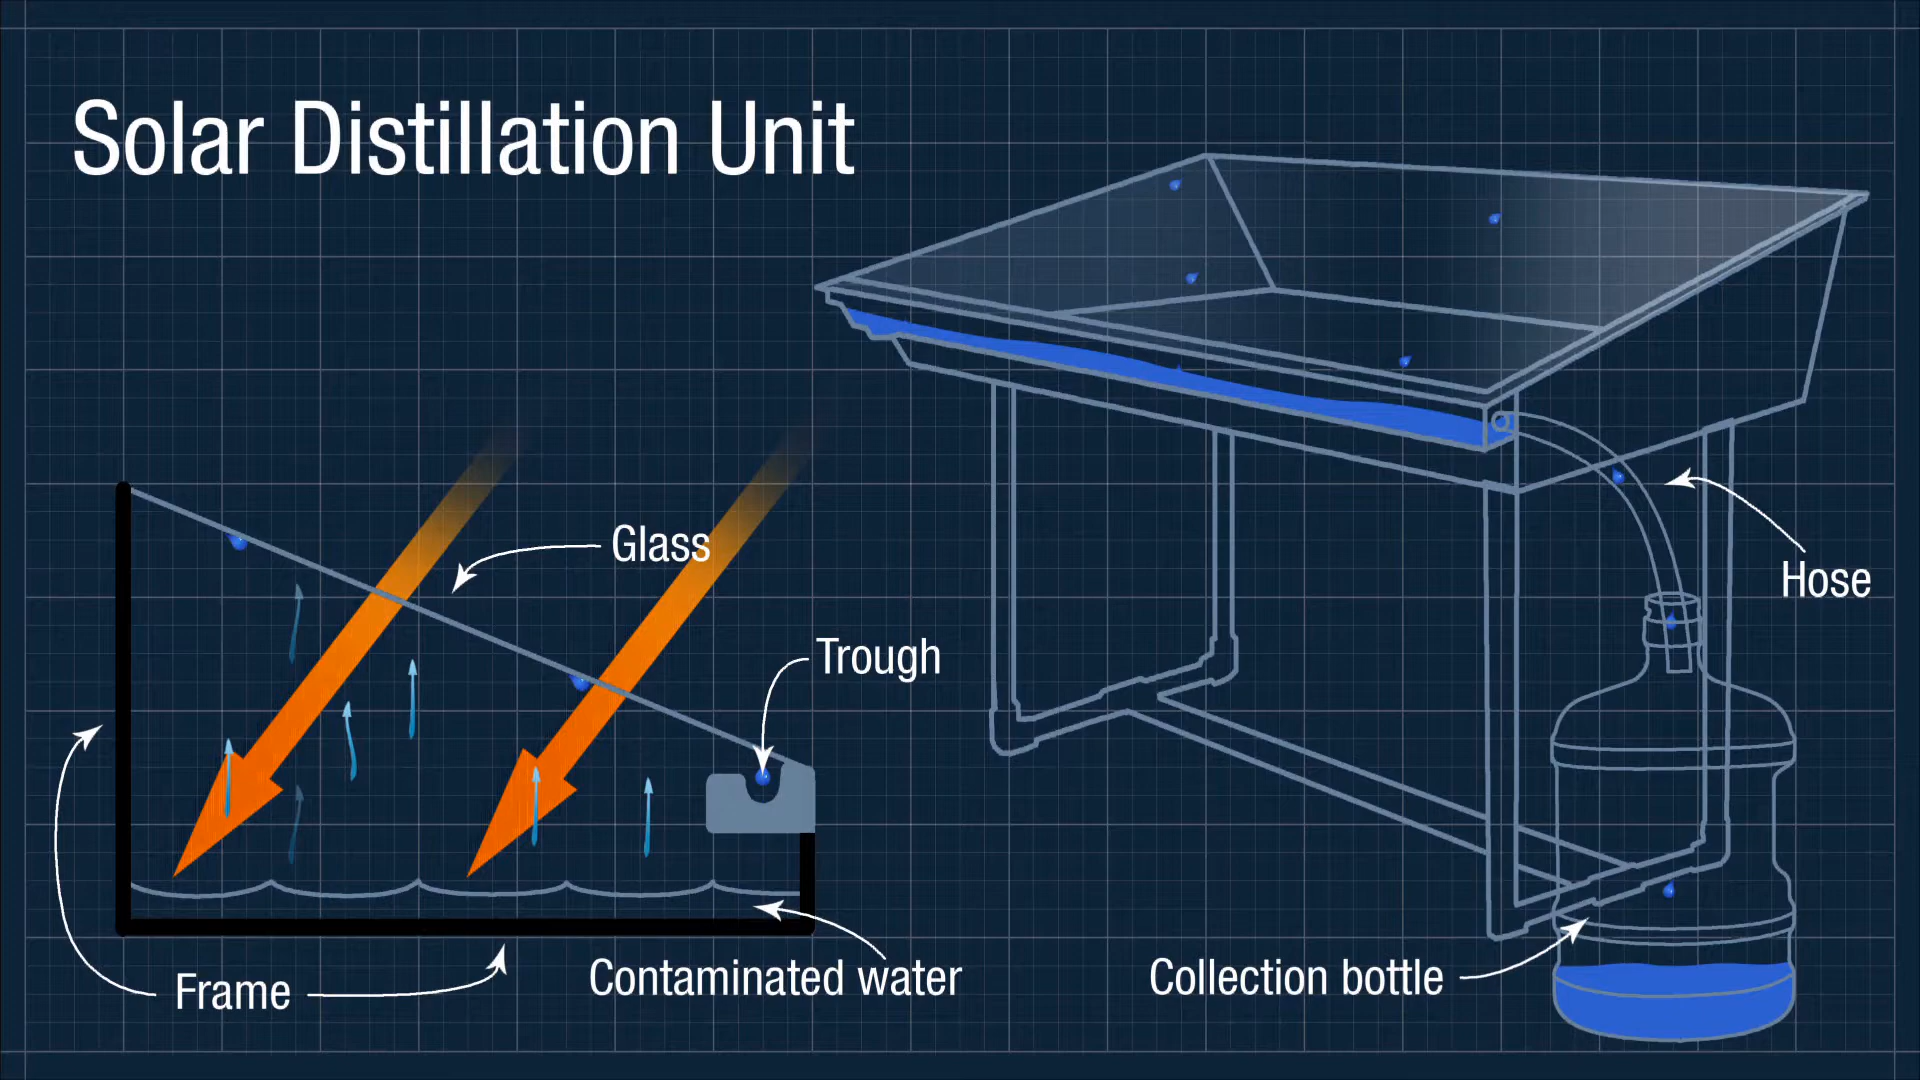 Solar Distillation Unit
Glass
Hose
Trough
Contaminated water
Collection bottle
Frame